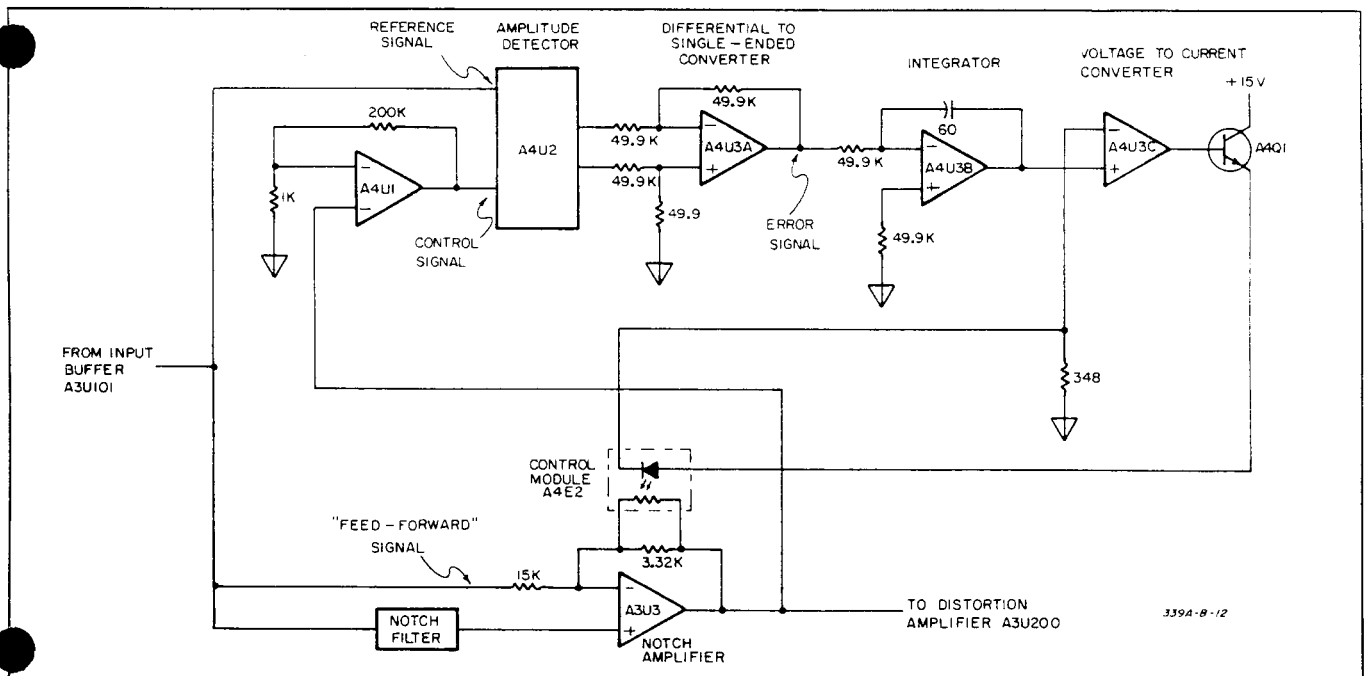 REFERENCE
SIGNAL
AMPLITUDE
DETECTOR
DIFFERENTIAL TO
SINGLE-ENDED
CONVERTER
INTEGRATOR
VOLTAGE TO CURRENT
CONVERTER
+15V
200K
49.9K
60
A4U2
49.9K
A4U3A
49.9K
A4U3B
A4U3C
A4Q1
A4U1
49.9K
1K
49.9
CONTROL
SIGNAL
ERROR
SIGNAL
49.9K
FROM INPUT
BUFFER
A3U101
348
CONTROL
MODULE
A4E2
"FEED-FORWARD"
SIGNAL
3.32K
15K
A3U3
NOTCH
FILTER
NOTCH
AMPLIFIER
TO DISTORTION
AMPLIFIER A3U200
339A-8-12
- 
- 
- 
+
- 
+
- 
+
- 
+